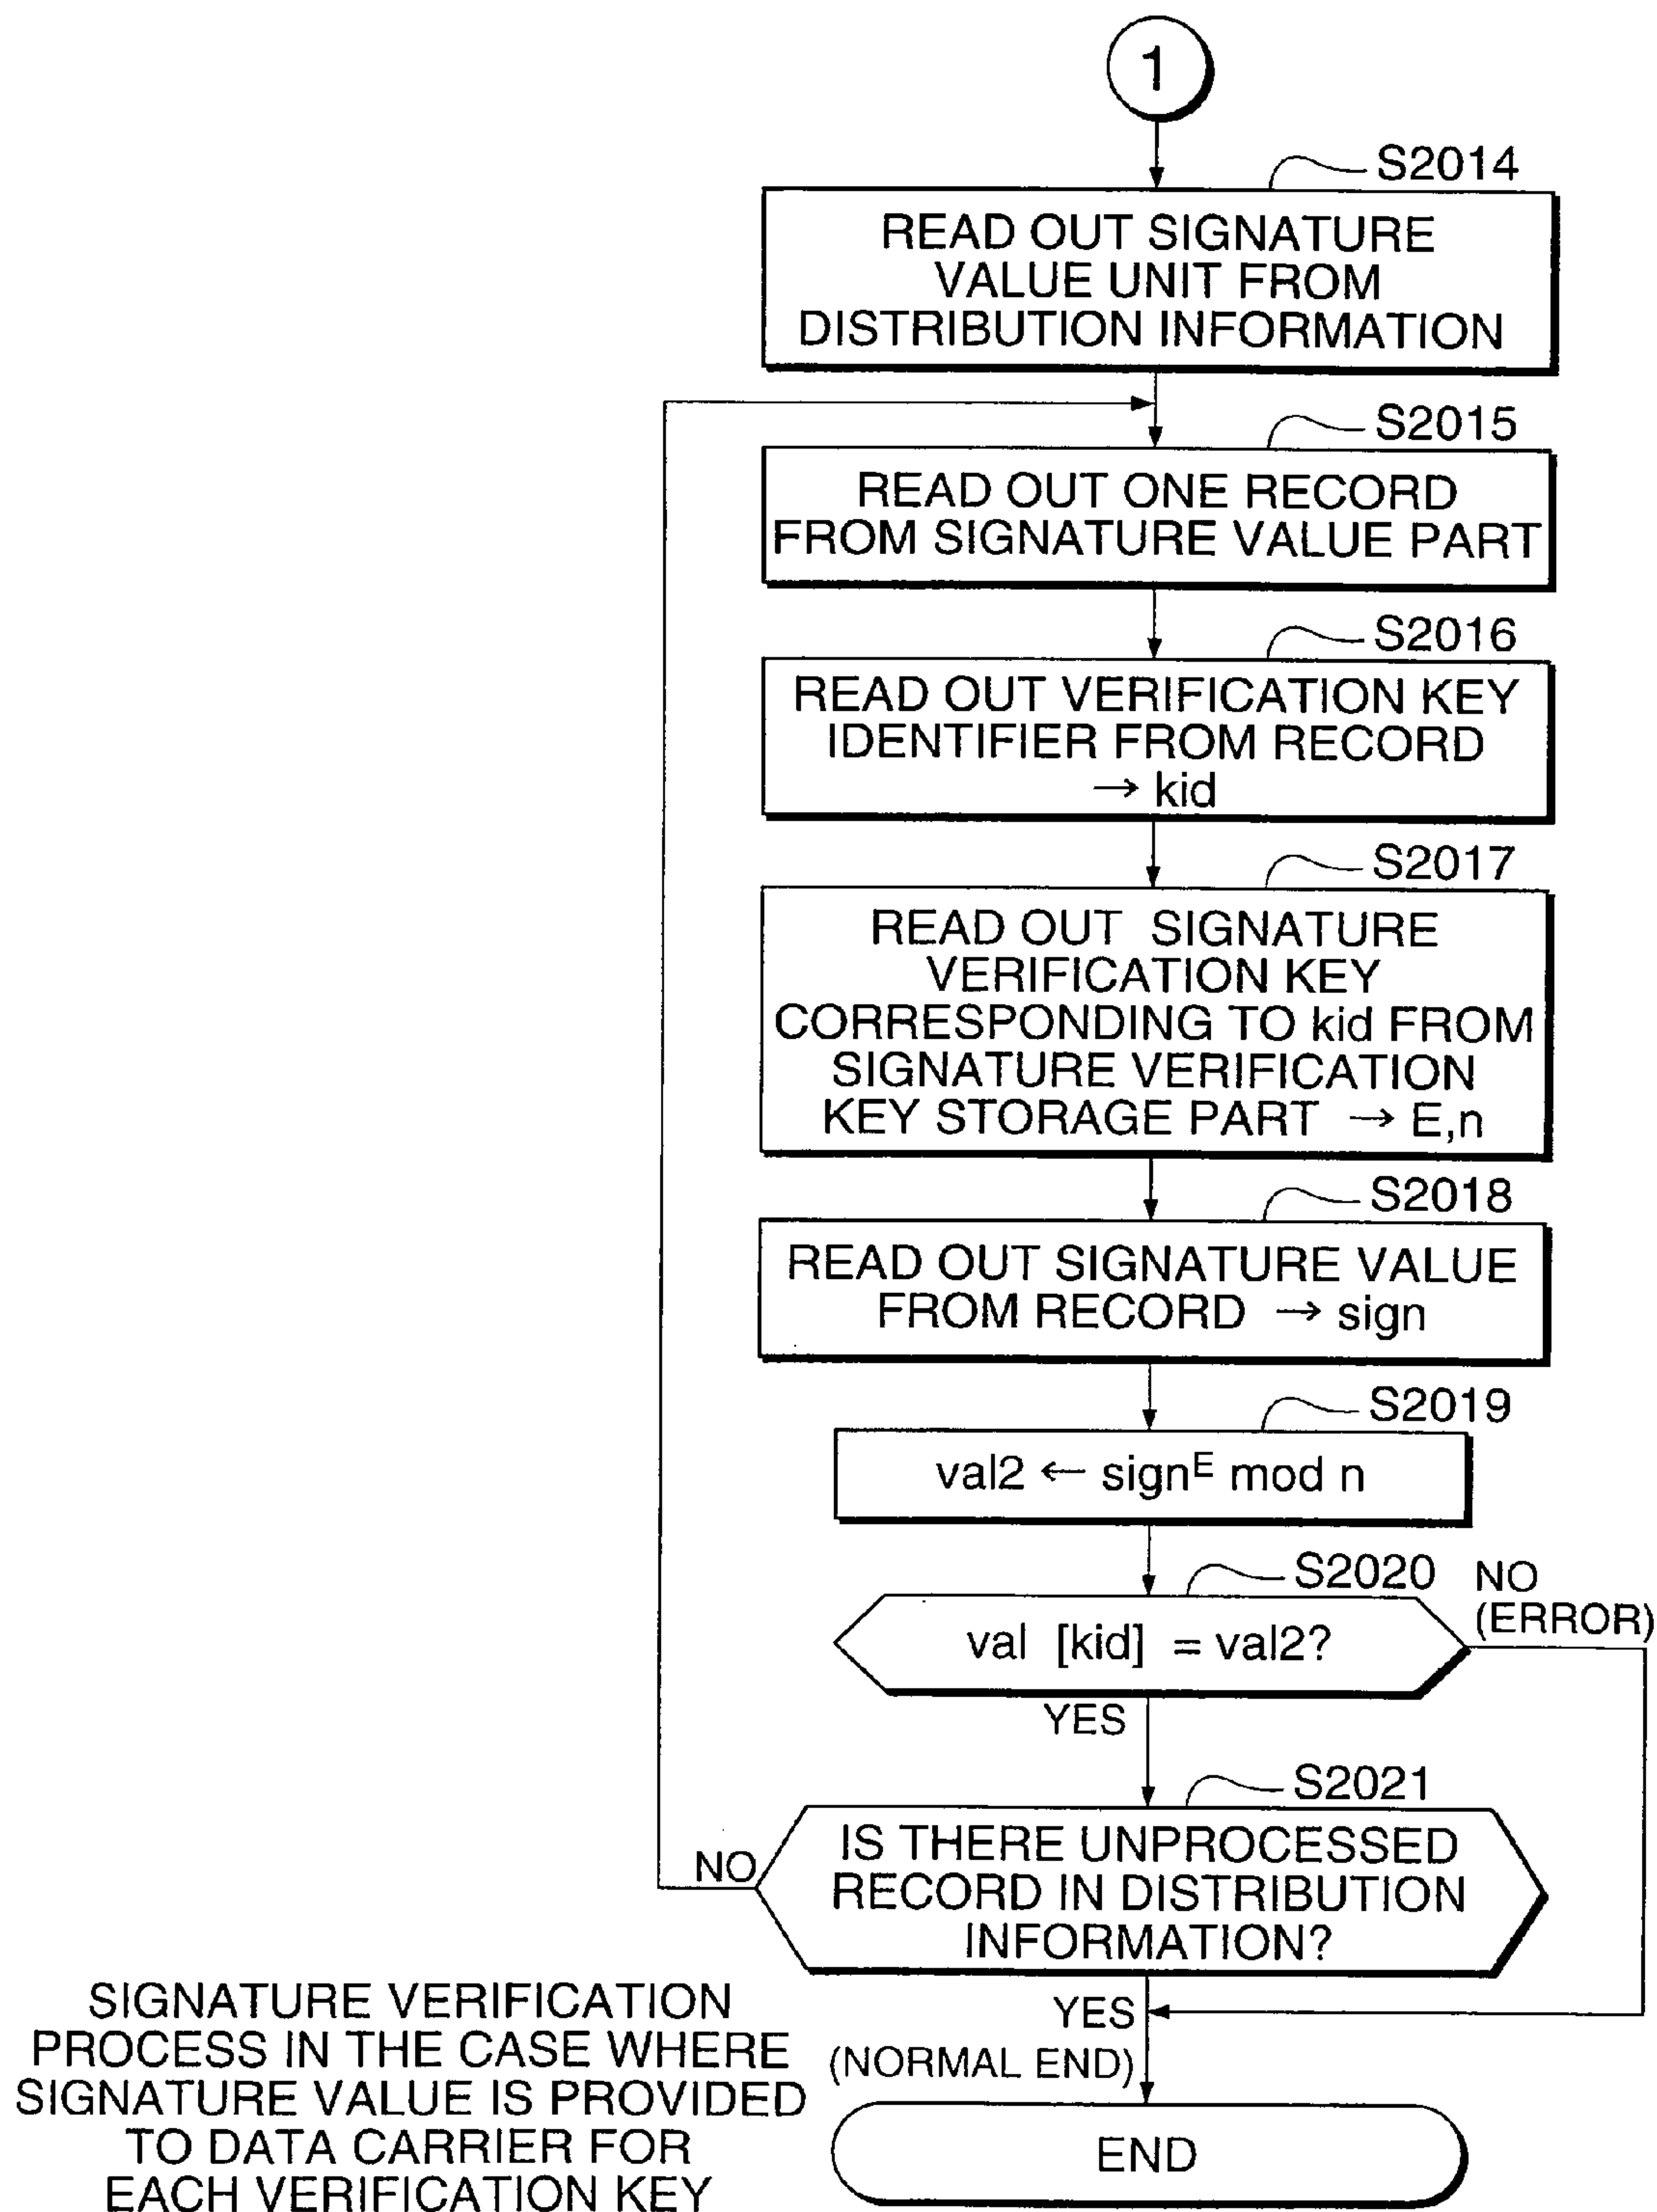 1
S2014
READ OUT SIGNATURE
VALUE UNIT FROM
DISTRIBUTION INFORMATION
S2015
READ OUT ONE RECORD
FROM SIGNATURE VALUE PART
S2016
READ OUT VERIFICATION KEY
IDENTIFIER FROM RECORD
→ kid
S2017
READ OUT SIGNATURE
VERIFICATION KEY
CORRESPONDING TO kid FROM
SIGNATURE VERIFICATION
KEY STORAGE PART → E,n
S2018
READ OUT SIGNATURE VALUE
FROM RECORD → sign
S2019
val2 ← sign^E mod n
S2020
NO
(ERROR)
val [kid] = val2?
YES
S2021
IS THERE UNPROCESSED
RECORD IN DISTRIBUTION
INFORMATION?
NO
YES
(NORMAL END)
END
SIGNATURE VERIFICATION
PROCESS IN THE CASE WHERE
SIGNATURE VALUE IS PROVIDED
TO DATA CARRIER FOR
EACH VERIFICATION KEY